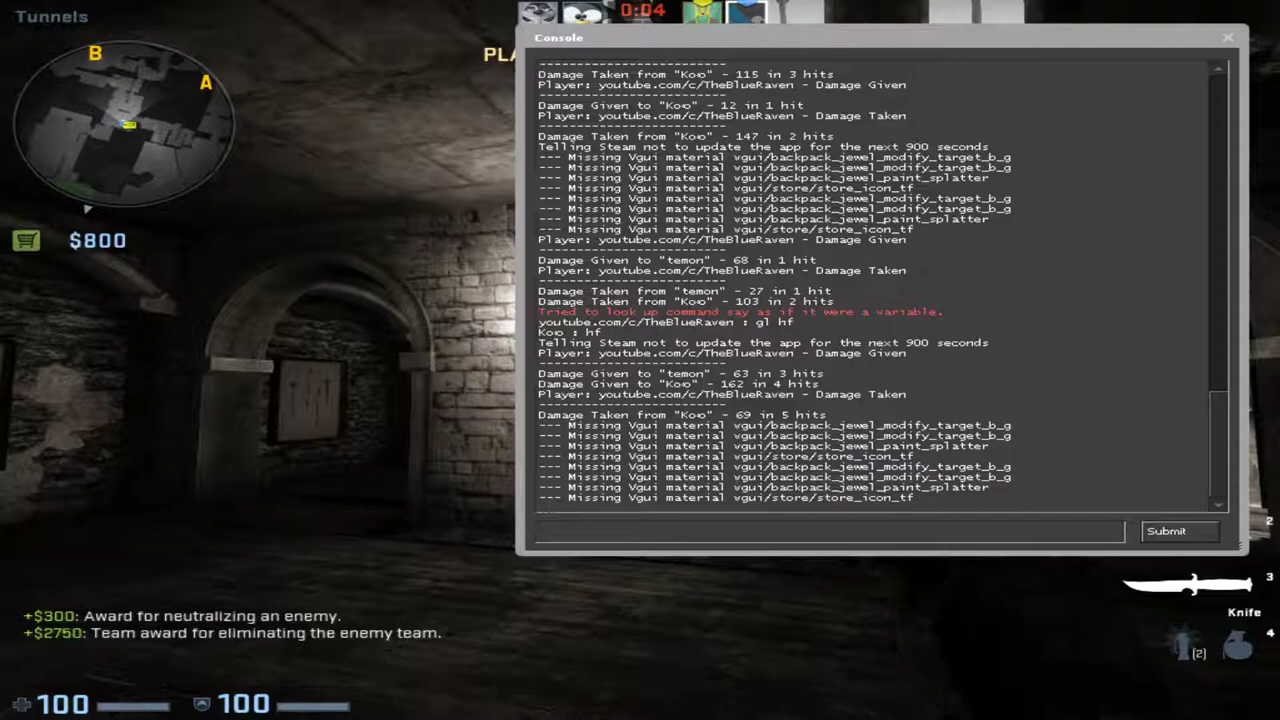 Tunnels
0:04
B
A
PLA
$800
Console
Damage Taken from "Koю" - 115 in 3 hits
Player: youtube.com/c/TheBlueRaven - Damage Given
-------------------------
Damage Given to "Koю" - 12 in 1 hit
Player: youtube.com/c/TheBlueRaven - Damage Taken
-------------------------
Damage Taken from "Koю" - 147 in 2 hits
Telling Steam not to update the app for the next 900 seconds
--- Missing Vgui material vgui/backpack_jewel_modify_target_b_g
--- Missing Vgui material vgui/backpack_jewel_modify_target_b_g
--- Missing Vgui material vgui/backpack_jewel_paint_splatter
--- Missing Vgui material vgui/store/store_icon_tf
--- Missing Vgui material vgui/backpack_jewel_modify_target_b_g
--- Missing Vgui material vgui/backpack_jewel_modify_target_b_g
--- Missing Vgui material vgui/backpack_jewel_paint_splatter
--- Missing Vgui material vgui/store/store_icon_tf
Player: youtube.com/c/TheBlueRaven - Damage Given
-------------------------
Damage Given to "temon" - 68 in 1 hit
Player: youtube.com/c/TheBlueRaven - Damage Taken
-------------------------
Damage Taken from "temon" - 27 in 1 hit
Damage Taken from "Koю" - 103 in 2 hits
Tried to look up command say as if it were a variable.
youtube.com/c/TheBlueRaven : gl hf
Koю : hf
Telling Steam not to update the app for the next 900 seconds
Player: youtube.com/c/TheBlueRaven - Damage Given
-------------------------
Damage Given to "temon" - 63 in 3 hits
Damage Given to "Koю" - 162 in 4 hits
Player: youtube.com/c/TheBlueRaven - Damage Taken
-------------------------
Damage Taken from "Koю" - 69 in 5 hits
--- Missing Vgui material vgui/backpack_jewel_modify_target_b_g
--- Missing Vgui material vgui/backpack_jewel_modify_target_b_g
--- Missing Vgui material vgui/backpack_jewel_paint_splatter
--- Missing Vgui material vgui/store/store_icon_tf
--- Missing Vgui material vgui/backpack_jewel_modify_target_b_g
--- Missing Vgui material vgui/backpack_jewel_modify_target_b_g
--- Missing Vgui material vgui/backpack_jewel_paint_splatter
--- Missing Vgui material vgui/store/store_icon_tf
Submit
2
3
Knife
4
(2)
+$300: Award for neutralizing an enemy.
+$2750: Team award for eliminating the enemy team.
100
100